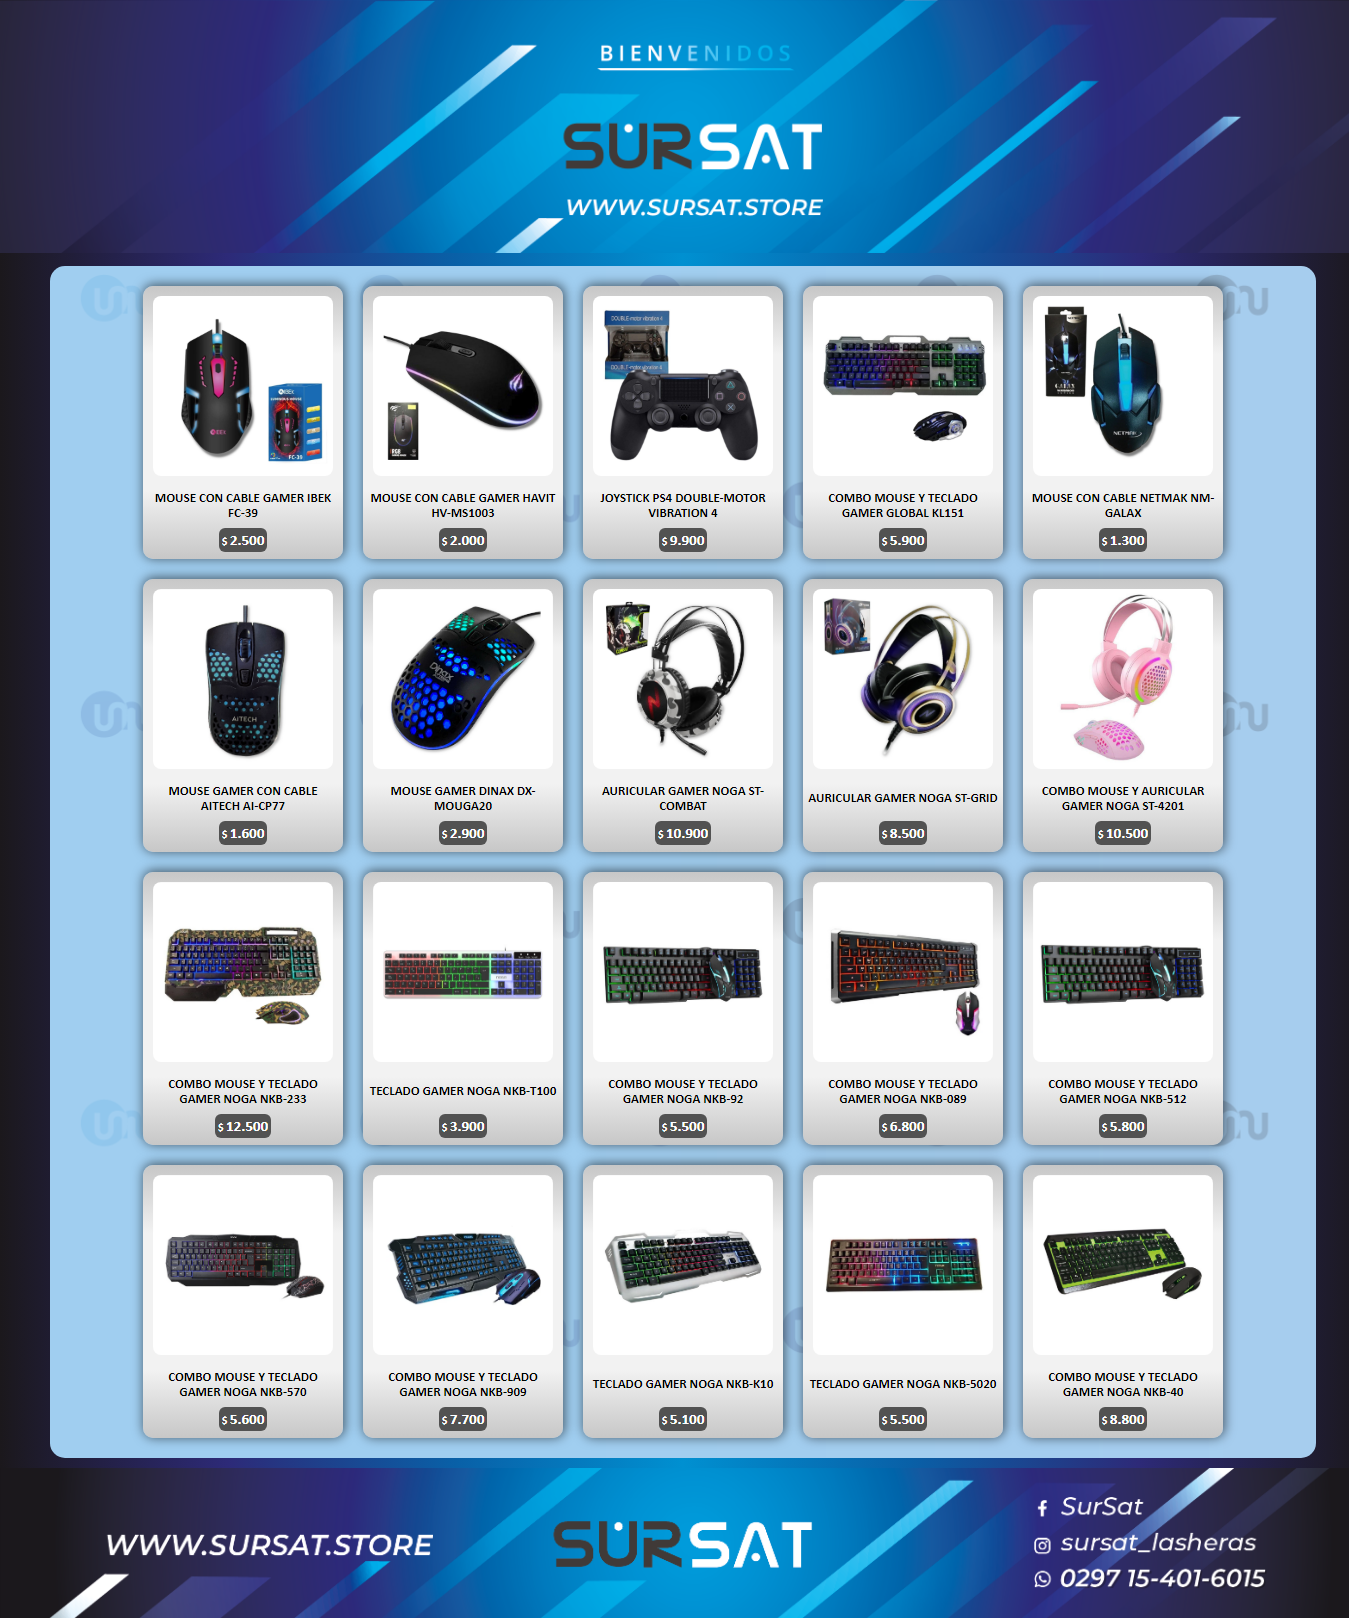 BIENVENIDOS
SURSAT
WWW.SURSAT.STORE
DOUBLE-motor vibration 4
MOUSE CON CABLE GAMER IBEK
FC-39
$ 2.500
MOUSE CON CABLE GAMER HAVIT
HV-MS1003
$ 2.000
JOYSTICK PS4 DOUBLE-MOTOR
VIBRATION 4
$ 9.900
COMBO MOUSE Y TECLADO
GAMER GLOBAL KL151
$ 5.900
MOUSE CON CABLE NETMAK NM-
GALAX
$ 1.300
AITECH
Dinax
MOUSE GAMER CON CABLE
AITECH AI-CP77
$ 1.600
MOUSE GAMER DINAX DX-
MOUGA20
$ 2.900
AURICULAR GAMER NOGA ST-
COMBAT
$ 10.900
AURICULAR GAMER NOGA ST-GRID
$ 8.500
COMBO MOUSE Y AURICULAR
GAMER NOGA ST-4201
$ 10.500
COMBO MOUSE Y TECLADO
GAMER NOGA NKB-233
$ 12.500
TECLADO GAMER NOGA NKB-T100
$ 3.900
COMBO MOUSE Y TECLADO
GAMER NOGA NKB-92
$ 5.500
COMBO MOUSE Y TECLADO
GAMER NOGA NKB-089
$ 6.800
COMBO MOUSE Y TECLADO
GAMER NOGA NKB-512
$ 5.800
COMBO MOUSE Y TECLADO
GAMER NOGA NKB-570
$ 5.600
COMBO MOUSE Y TECLADO
GAMER NOGA NKB-909
$ 7.700
TECLADO GAMER NOGA NKB-K10
$ 5.100
TECLADO GAMER NOGA NKB-5020
$ 5.500
COMBO MOUSE Y TECLADO
GAMER NOGA NKB-40
$ 8.800
WWW.SURSAT.STORE
SURSAT
SurSat
sursat_lasheras
0297 15-401-6015